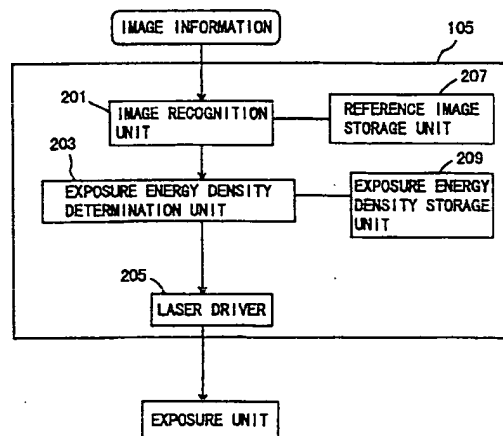 IMAGE INFORMATION
105
201
207
IMAGE RECOGNITION
UNIT
REFERENCE IMAGE
STORAGE UNIT
203
209
EXPOSURE ENERGY DENSITY
DETERMINATION UNIT
EXPOSURE ENERGY
DENSITY STORAGE
UNIT
205
LASER DRIVER
EXPOSURE UNIT